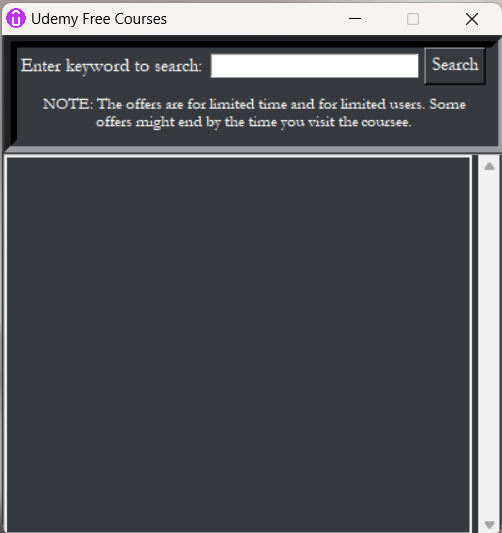 Udemy Free Courses
Enter keyword to search:
Search
NOTE: The offers are for limited time and for limited users. Some
offers might end by the time you visit the coursee.